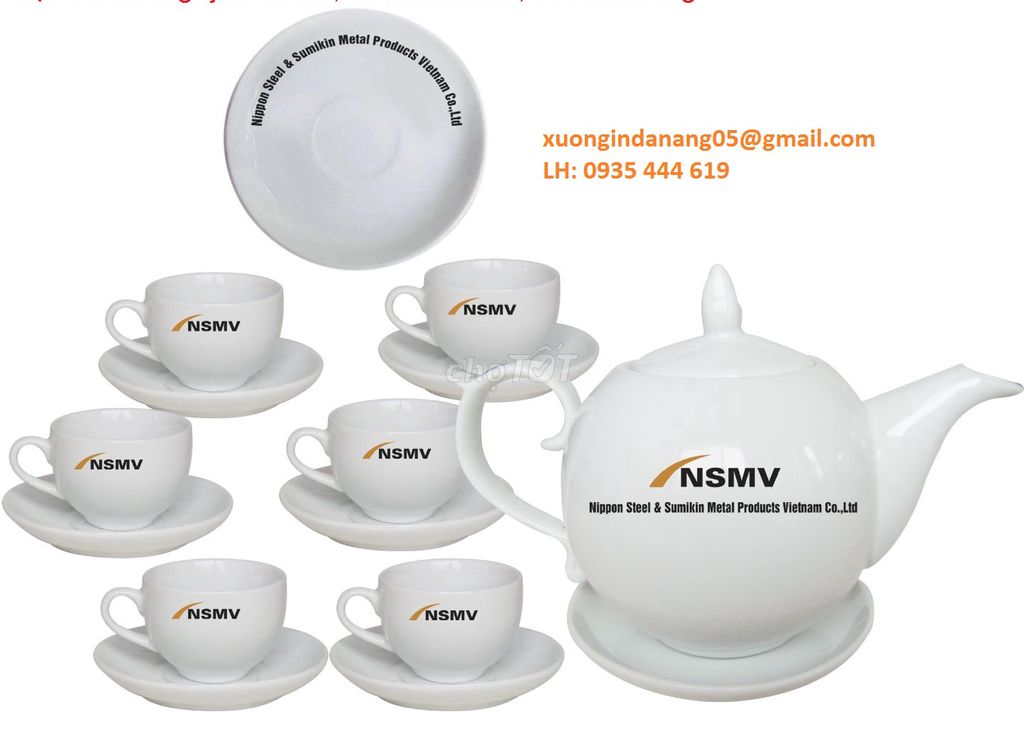 Nippon Steel & Sumikin Metal Products Vietnam Co.,Ltd
xuongindanang05@gmail.com
LH: 0935 444 619
NSMV
NSMV
chợTỐT
NSMV
NSMV
NSMV
Nippon Steel & Sumikin Metal Products Vietnam Co.,Ltd
NSMV
NSMV